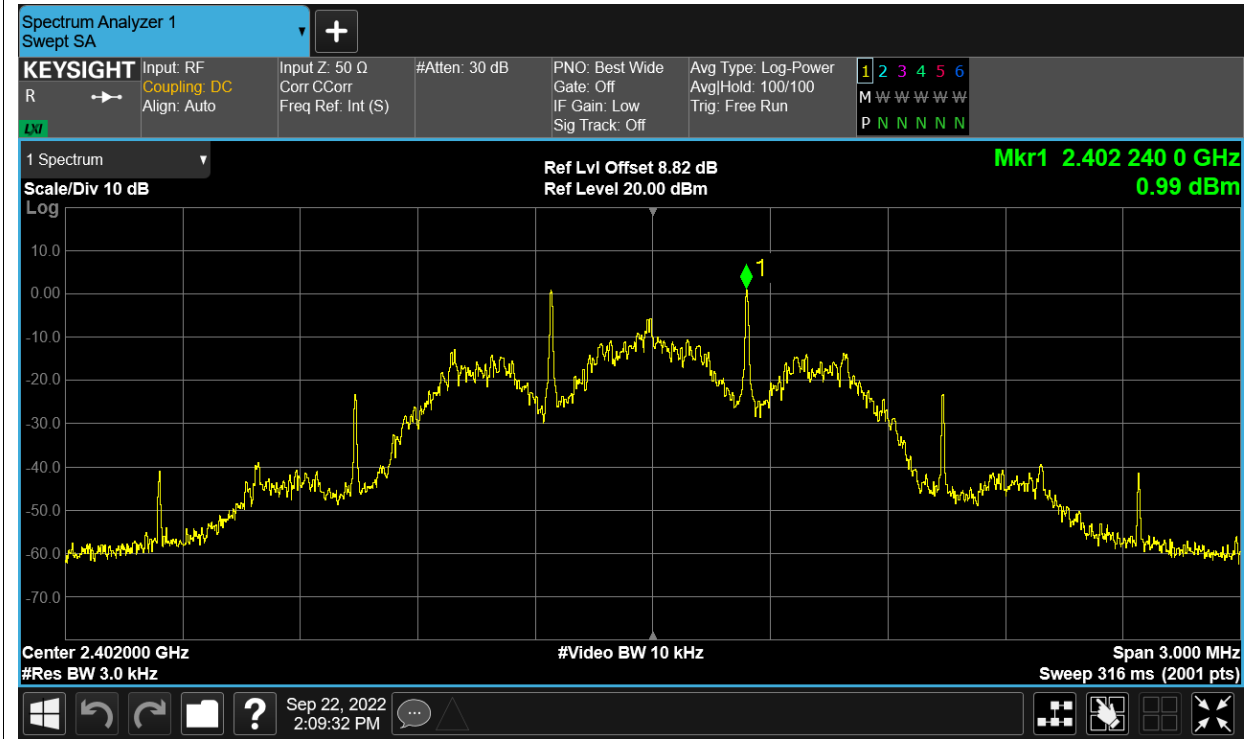 Spectrum Analyzer 1
Swept SA
KEYSIGHT
R
LXI
Input: RF
Coupling: DC
Align: Auto
Input Z: 50 Ω
Corr CCorr
Freq Ref: Int (S)
#Atten: 30 dB
PNO: Best Wide
Gate: Off
IF Gain: Low
Sig Track: Off
Avg Type: Log-Power
Avg|Hold: 100/100
Trig: Free Run
1 2 3 4 5 6
M W W W W W
P N N N N N
1 Spectrum
Scale/Div 10 dB
Log
Ref Lvl Offset 8.82 dB
Ref Level 20.00 dBm
Mkr1 2.402 240 0 GHz
0.99 dBm
10.0
0.00
-10.0
-20.0
-30.0
-40.0
-50.0
-60.0
-70.0
1
Center 2.402000 GHz
#Res BW 3.0 kHz
#Video BW 10 kHz
Span 3.000 MHz
Sweep 316 ms (2001 pts)
?
Sep 22, 2022
2:09:32 PM